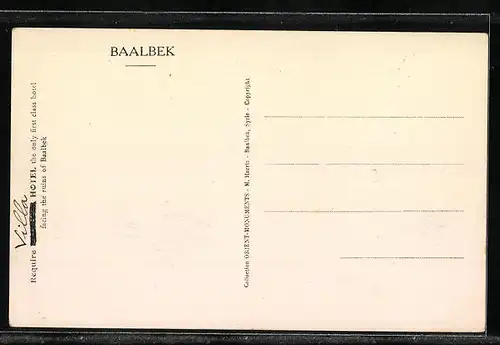 BAALBEK
Villa
Require HOTEL the only first class hotel
facing the ruins of Baalbek
Collection ORIENT-MONUMENTS - M. Haerts - Baalbek, Syrie - Copyright